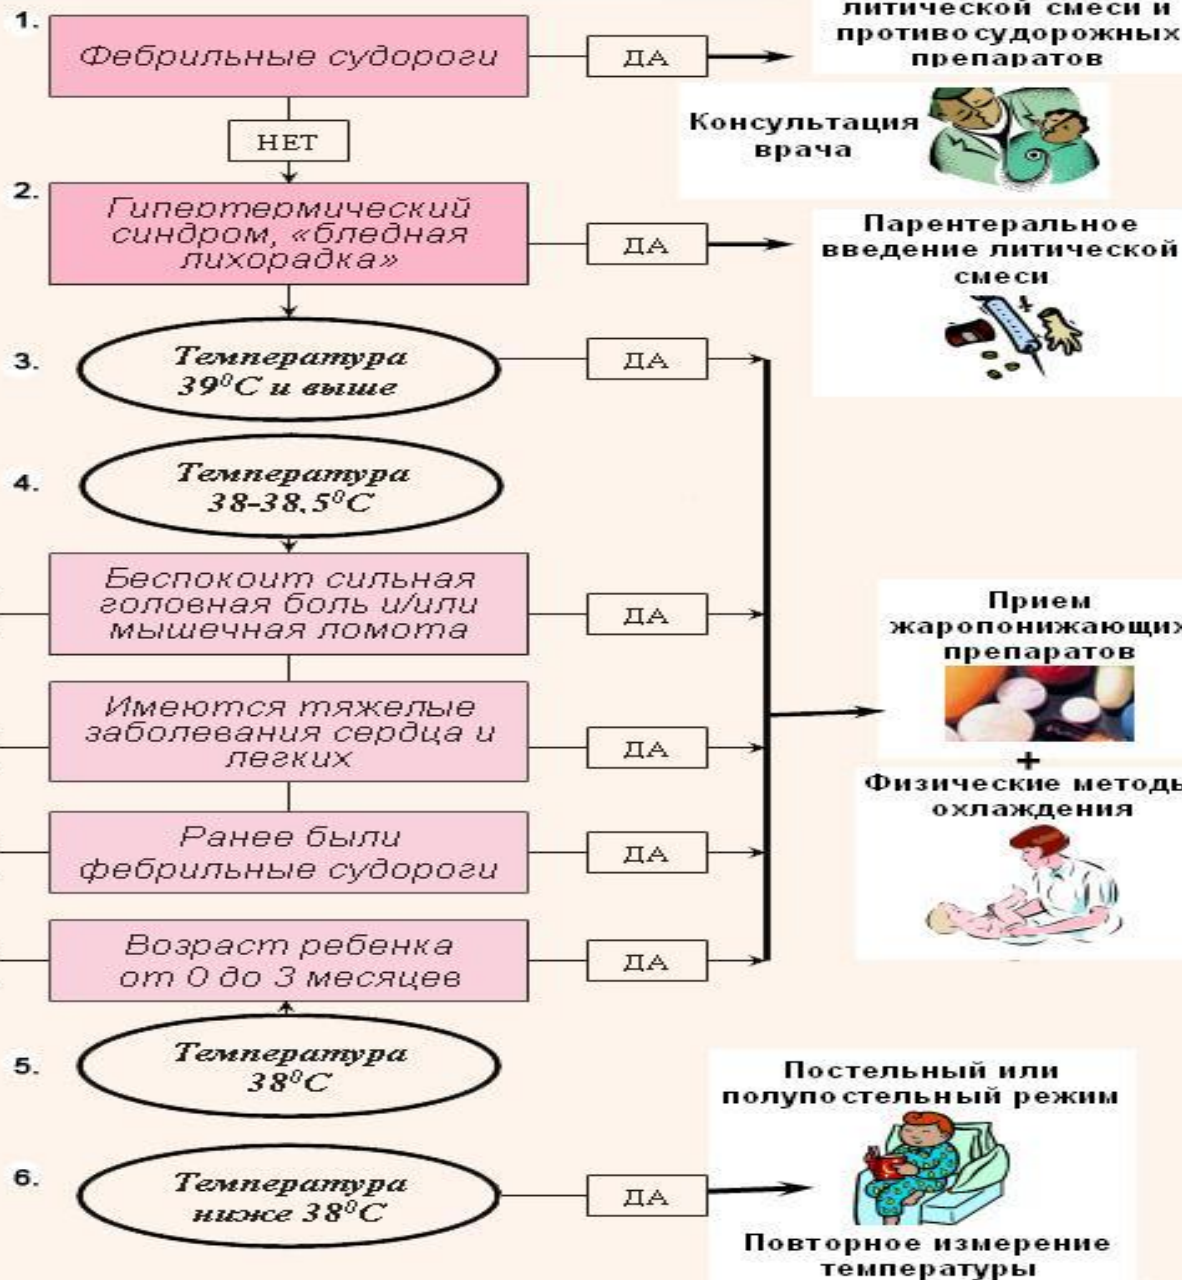 литической смеси и
противосудорожных
препаратов
1.
Фебрильные судороги
ДА
Консультация
врача
НЕТ
2.
Гипертермический
синдром, «бледная
лихорадка»
ДА
Парентеральное
введение литической
смеси
3.
Температура
39⁰С и выше
ДА
4.
Температура
38-38.5⁰С
Беспокоит сильная
головная боль и/или
мышечная ломота
ДА
Имеются тяжелые
заболевания сердца и
легких
ДА
Ранее были
фебрильные судороги
ДА
Возраст ребенка
от 0 до 3 месяцев
ДА
Прием
жаропонижающих
препаратов
+
Физические методы
охлаждения
5.
Температура
38⁰С
6.
Температура
ниже 38⁰С
ДА
Постельный или
полупостельный режим
Повторное измерение
температуры